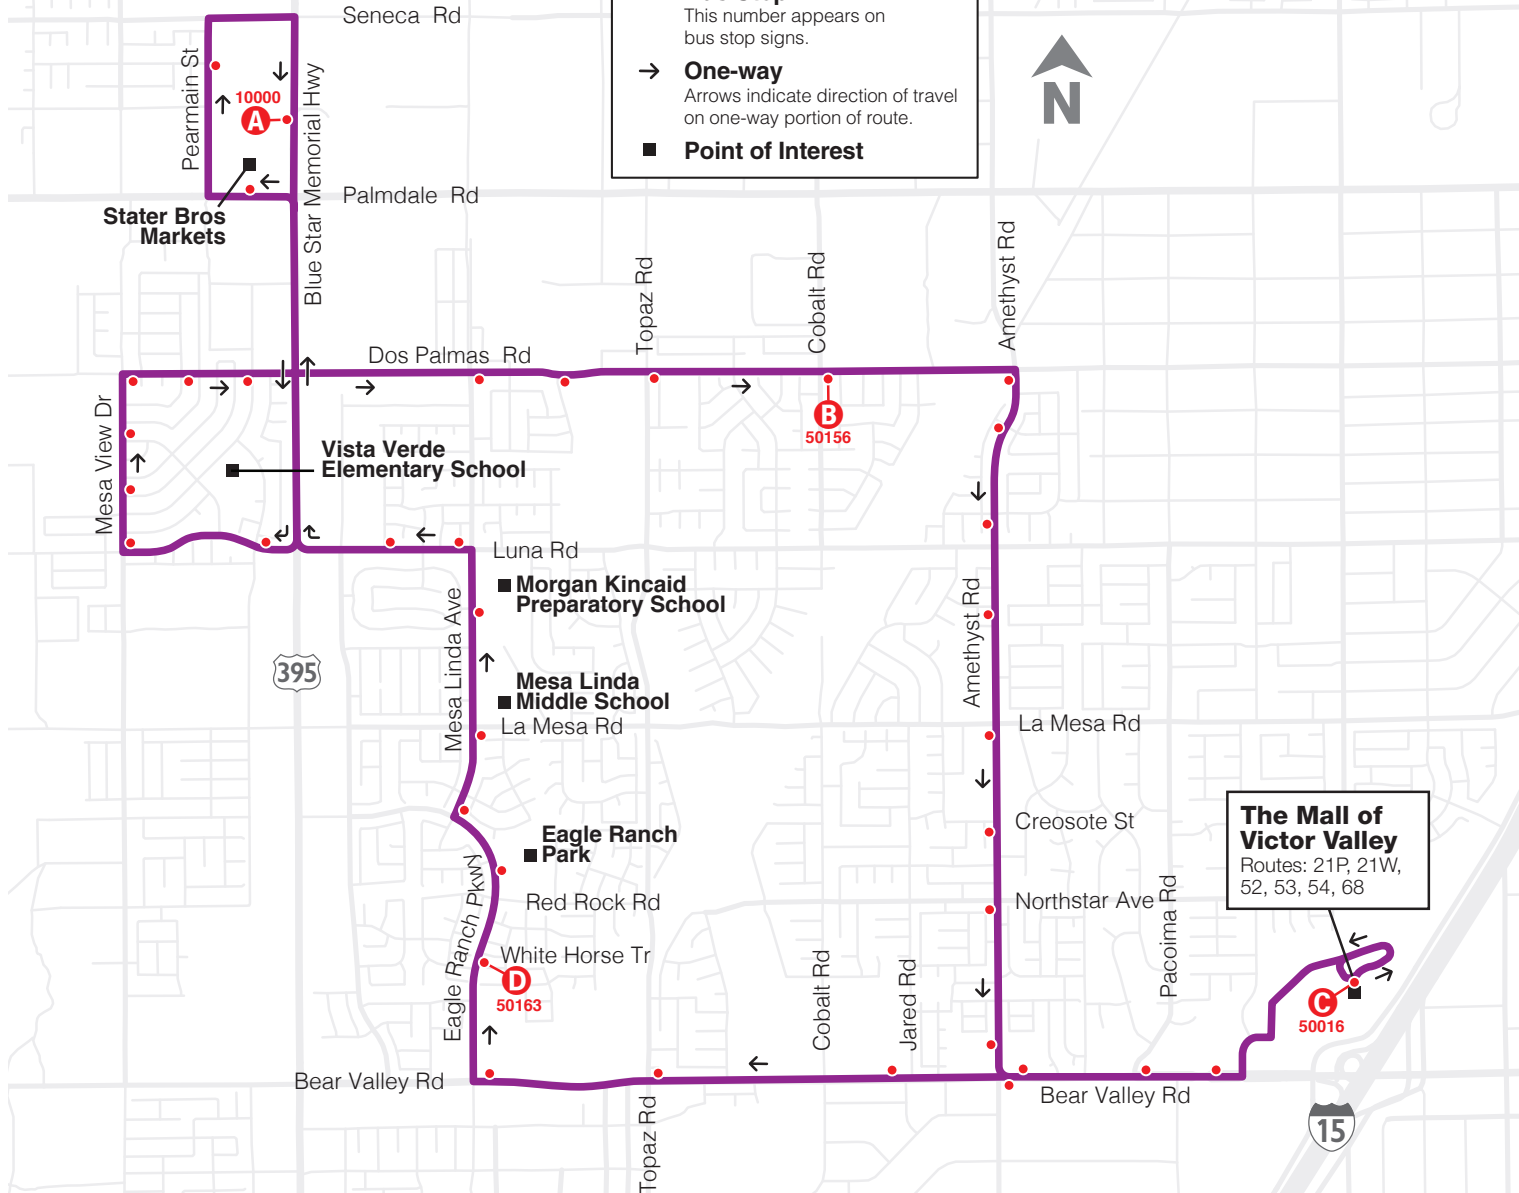 Seneca Rd
This number appears on
bus stop signs.
One-way
Arrows indicate direction of travel
on one-way portion of route.
Point of Interest
N
Pearmain St
10000
A
Blue Star Memorial Hwy
Palmdale Rd
Stater Bros
Markets
Topaz Rd
Cobalt Rd
Amethyst Rd
Dos Palmas Rd
B
50156
Mesa View Dr
Vista Verde
Elementary School
Luna Rd
Morgan Kincaid
Preparatory School
Mesa Linda Ave
Amethyst Rd
395
Mesa Linda
Middle School
La Mesa Rd
La Mesa Rd
Creosote St
The Mall of
Victor Valley
Routes: 21P, 21W,
52, 53, 54, 68
Eagle Ranch
Park
Eagle Ranch Pkwy
Red Rock Rd
Northstar Ave
Pacoima Rd
White Horse Tr
D
50163
Cobalt Rd
Jared Rd
C
50016
Bear Valley Rd
Bear Valley Rd
Topaz Rd
15